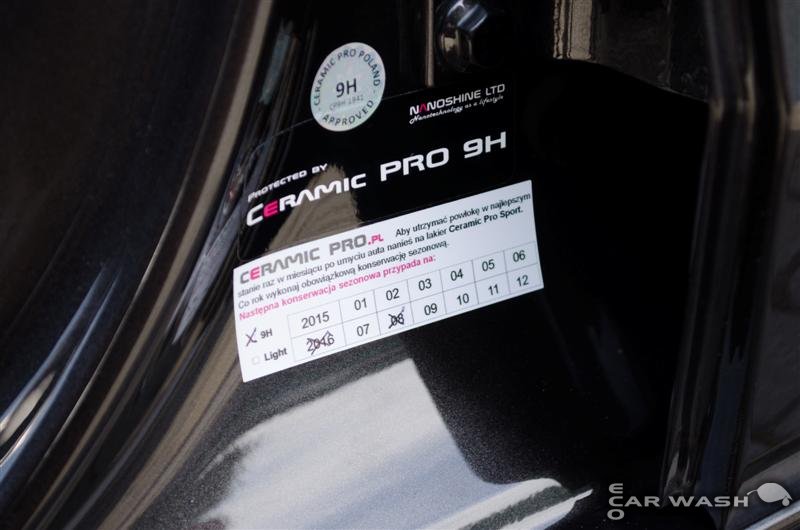 CERAMIC PRO POLAND
9H
CP9H 1841
APPROVED
NANOSHINE LTD
Nanotechnology as a lifestyle
PROTECTED BY
CERAMIC PRO 9H
CERAMIC PRO.PL Aby utrzymać powłokę w najlepszym
stanie raz w miesiącu po umyciu auta nanieś na lakier Ceramic Pro Sport.
Co rok wykonaj obowiązkową konserwację sezonową.
Następna konserwacja sezonowa przypada na:
X 9H 2015 01 02 03 04 05 06
Light 2016 07 08 09 10 11 12
ECO CAR WASH